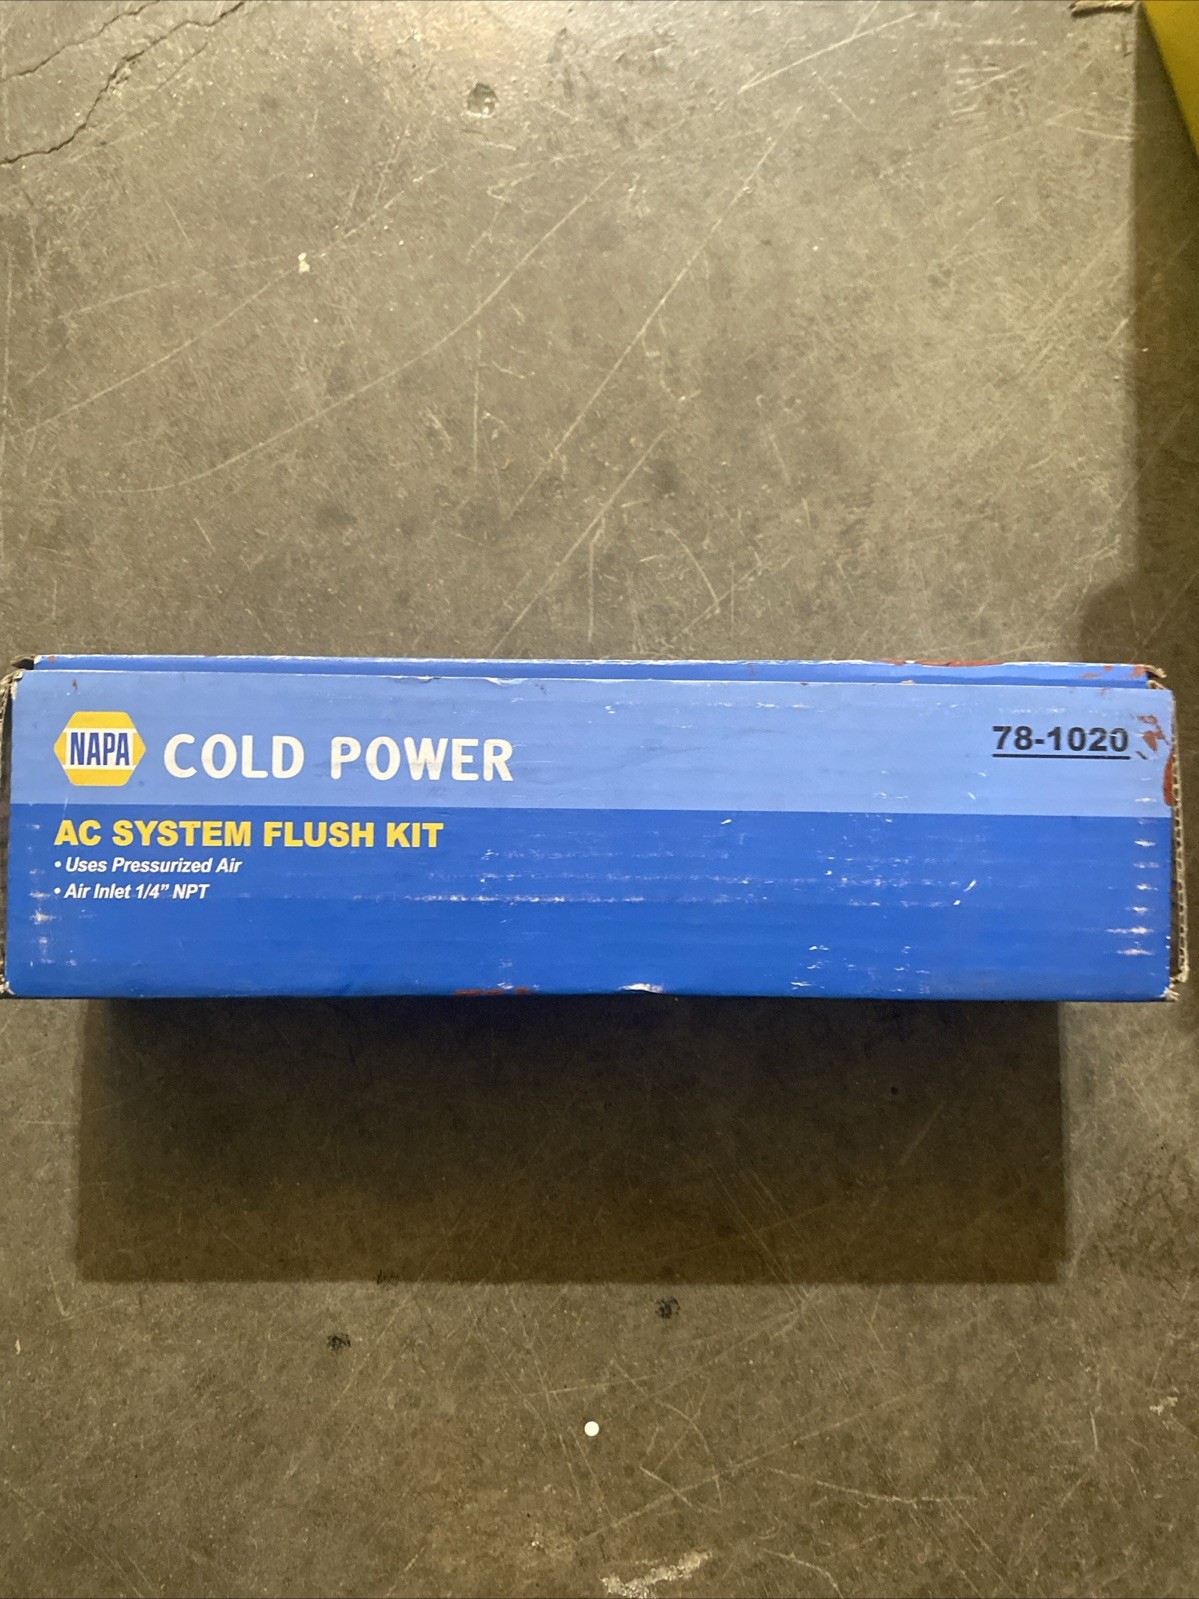 NAPA COLD POWER 78-1020
AC SYSTEM FLUSH KIT
• Uses Pressurized Air
• Air Inlet 1/4” NPT